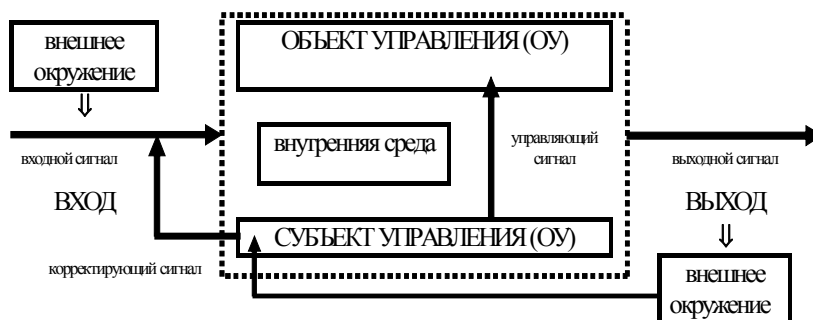 внешнее
окружение
ОБЪЕКТ УПРАВЛЕНИЯ (ОУ)
входной сигнал
ВХОД
внутренняя среда
управляющий
сигнал
выходной сигнал
ВЫХОД
СУБЪЕКТ УПРАВЛЕНИЯ (ОУ)
корректирующий сигнал
внешнее
окружение